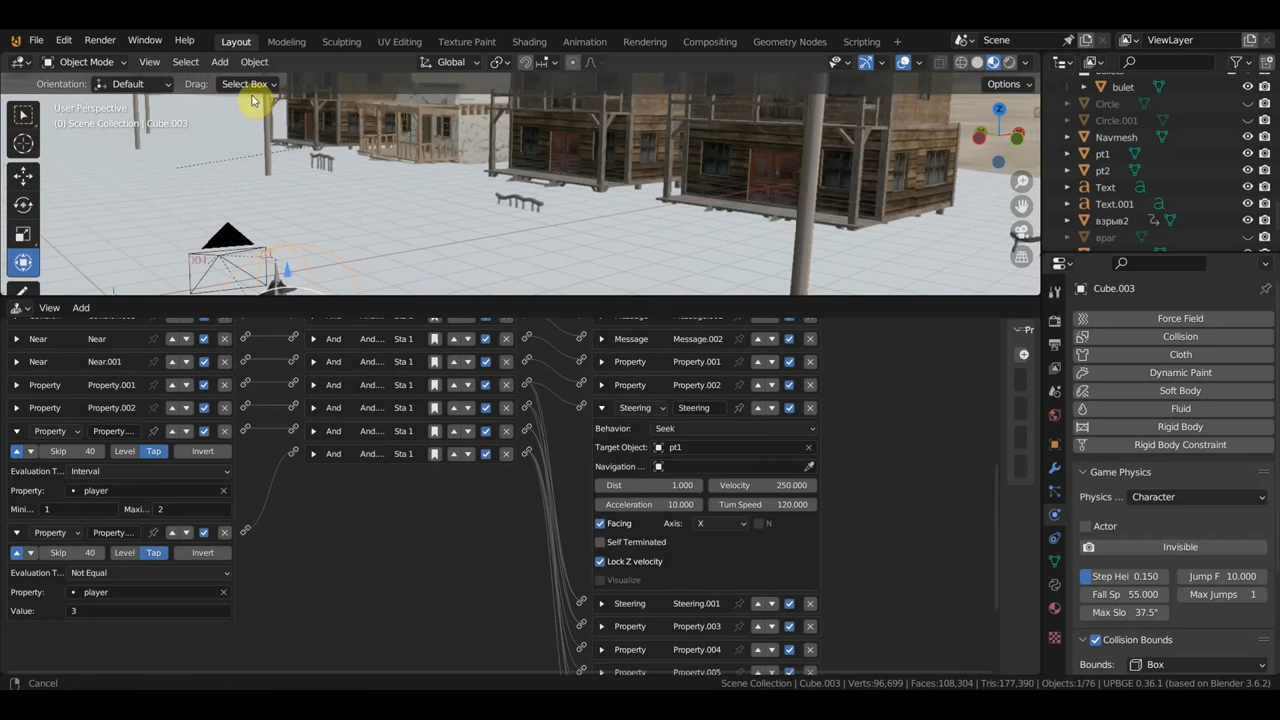 File Edit Render Window Help Layout Modeling Sculpting UV Editing Texture Paint Shading Animation Rendering Compositing Geometry Nodes Scripting Scene ViewLayer
Object Mode View Select Add Object Global
Orientation: Default Drag: Select Box Options
User Perspective
(0) Scene Collection | Cube.003
Z
bulet
Circle
Circle.001
Navmesh
pt1
pt2
Text
Text.001
взрыв2
враг
View Add
Near Near And And.... Sta 1 Message Message.002
Near Near.001 And And.... Sta 1 Property Property.001
Property Property.001 And And.... Sta 1 Property Property.002
Property Property.002 And And.... Sta 1 Steering Steering
Property Property.... And And.... Sta 1 Behavior: Seek
Skip 40 Level Tap Invert And And.... Sta 1 Target Object: pt1
Evaluation T... Interval Navigation ...
Property: player Dist 1.000 Velocity 250.000
Mini... 1 Maxi... 2 Acceleration 10.000 Turn Speed 120.000
Property Property.... Facing Axis: X N
Skip 40 Level Tap Invert Self Terminated
Evaluation T... Not Equal Lock Z velocity
Property: player Visualize
Value: 3 Steering Steering.001
Property Property.003
Property Property.004
Property Property.005
Pr
Cube.003
Force Field
Collision
Cloth
Dynamic Paint
Soft Body
Fluid
Rigid Body
Rigid Body Constraint
Game Physics
Physics ... Character
Actor
Invisible
Step Hei 0.150 Jump F 10.000
Fall Sp 55.000 Max Jumps 1
Max Slo 37.5°
Collision Bounds
Bounds: Box
Cancel Scene Collection | Cube.003 | Verts:96,699 | Faces:108,304 | Tris:177,390 | Objects:1/76 | UPBGE 0.36.1 (based on Blender 3.6.2)